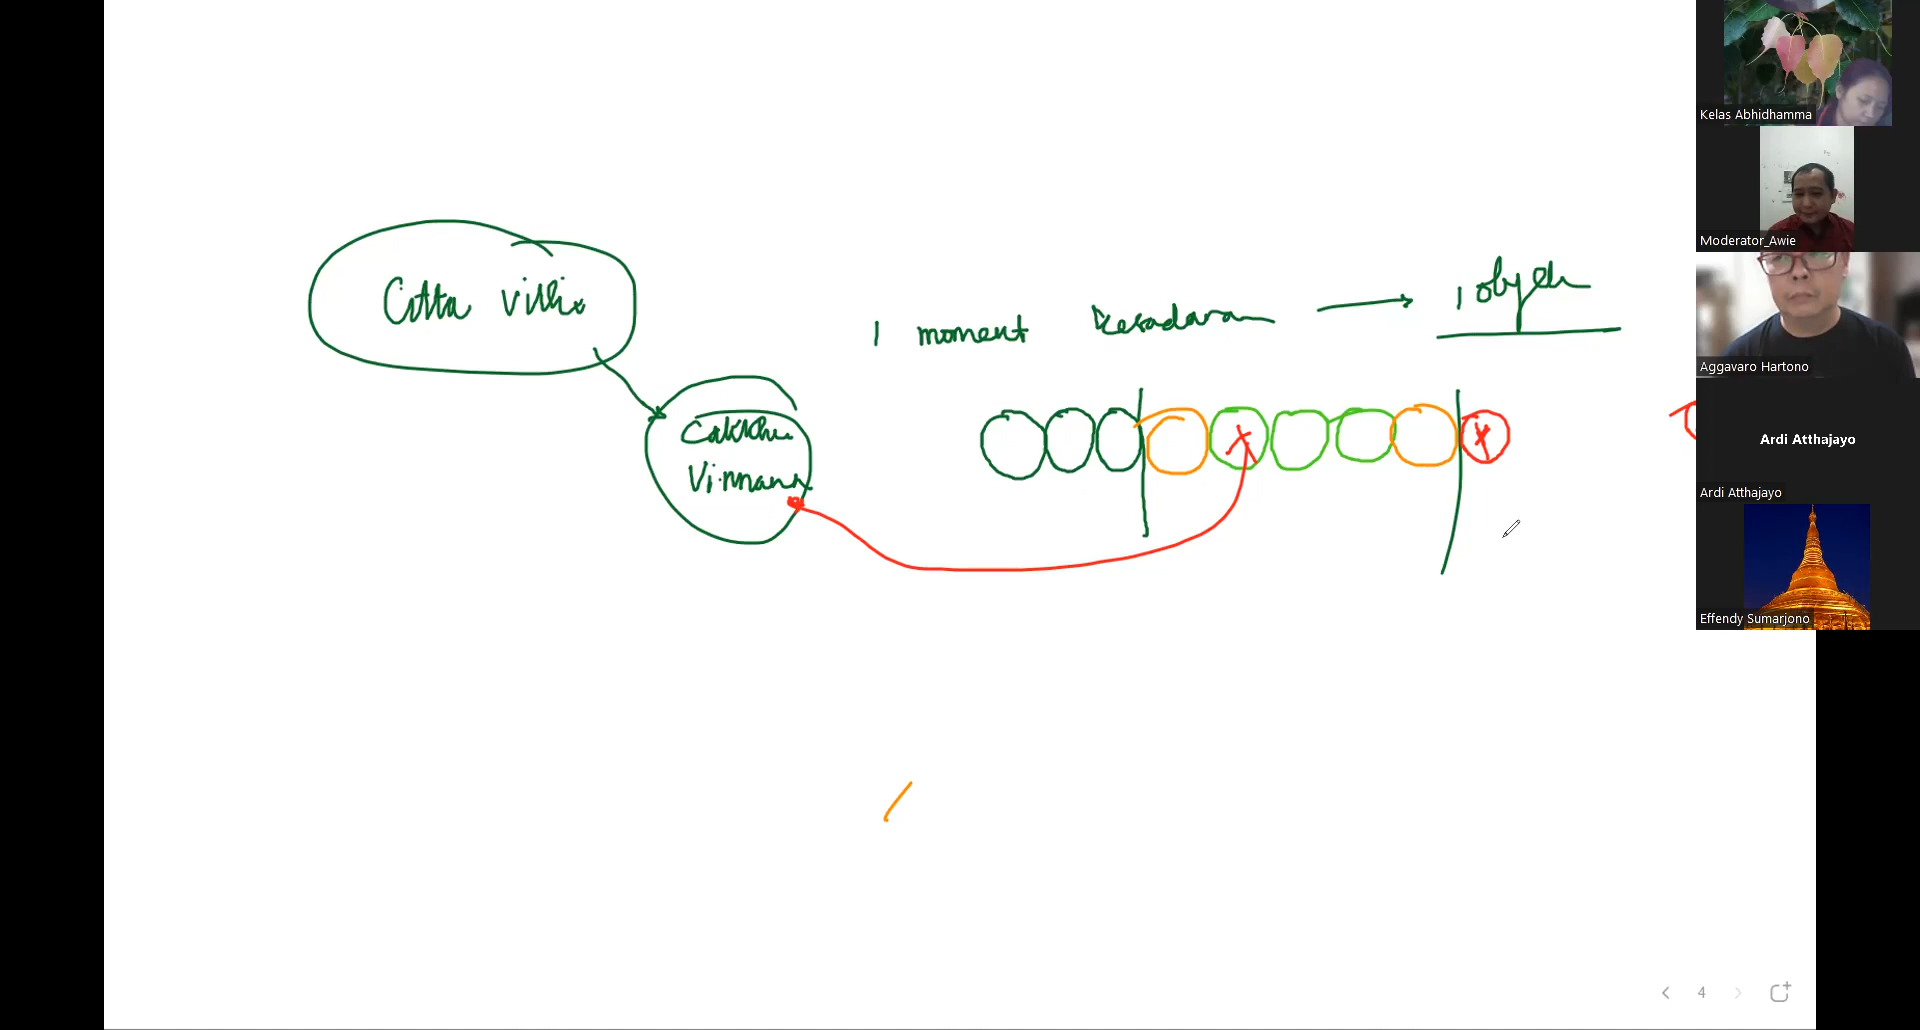 Citta Vithi
1 moment kesadaran
1 obyek
Cakkhu
Vinnana
Kelas Abhidhamma
Moderator_Awie
Aggavaro Hartono
Ardi Atthajayo
Ardi Atthajayo
Effendy Sumarjono
4